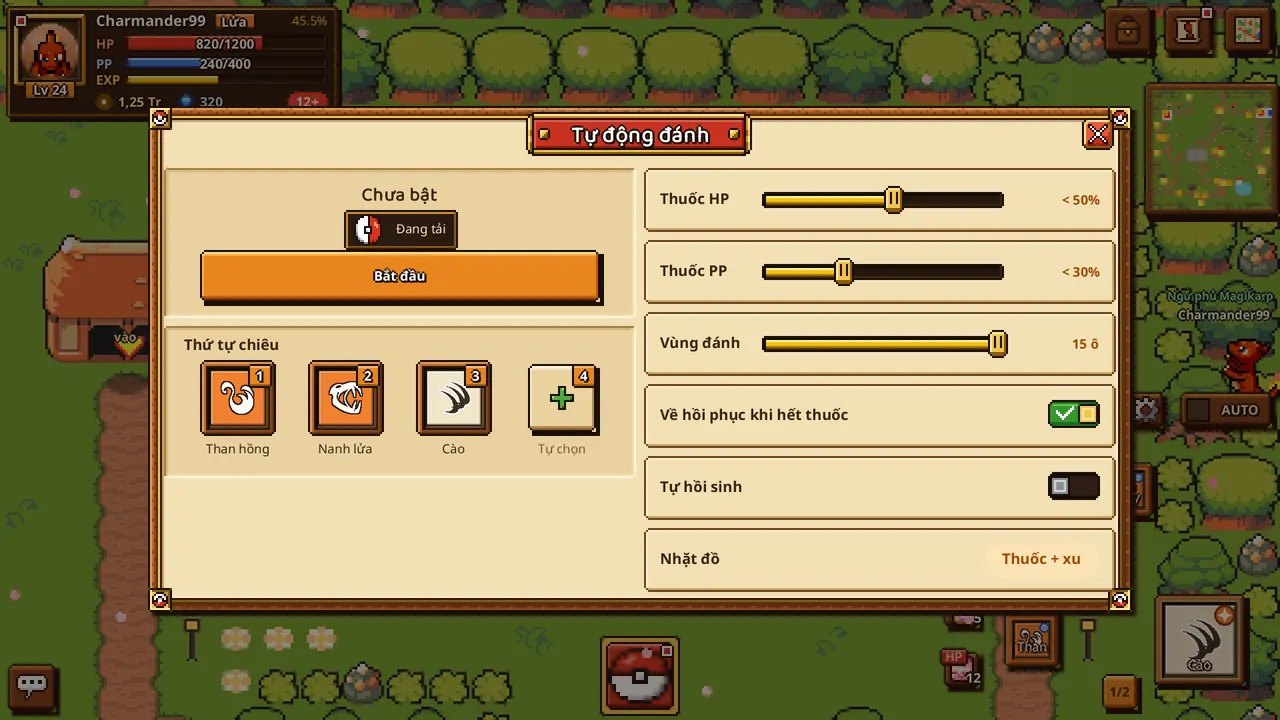 Charmander99 Lửa 45.5%
HP 820/1200
PP 240/400
EXP
Lv 24
1,25 Tr 320 12+
Tự động đánh
Chưa bật
Đang tải
Bắt đầu
Thứ tự chiêu
1 2 3 4
Than hồng Nanh lửa Cào Tự chọn
Thuốc HP < 50%
Thuốc PP < 30%
Vùng đánh 15 ô
Về hồi phục khi hết thuốc
Tự hồi sinh
Nhặt đồ Thuốc + xu
vào
Ngư phủ Magikarp
Charmander99
AUTO
5
HP
12
Than
Cào
1/2